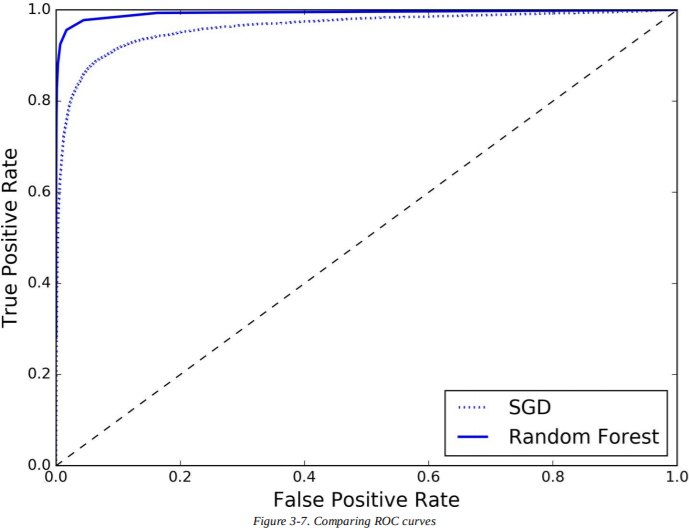 1.0
0.8
0.6
0.4
0.2
0.0
True Positive Rate
SGD
Random Forest
0.0 0.2 0.4 0.6 0.8 1.0
False Positive Rate
Figure 3-7. Comparing ROC curves